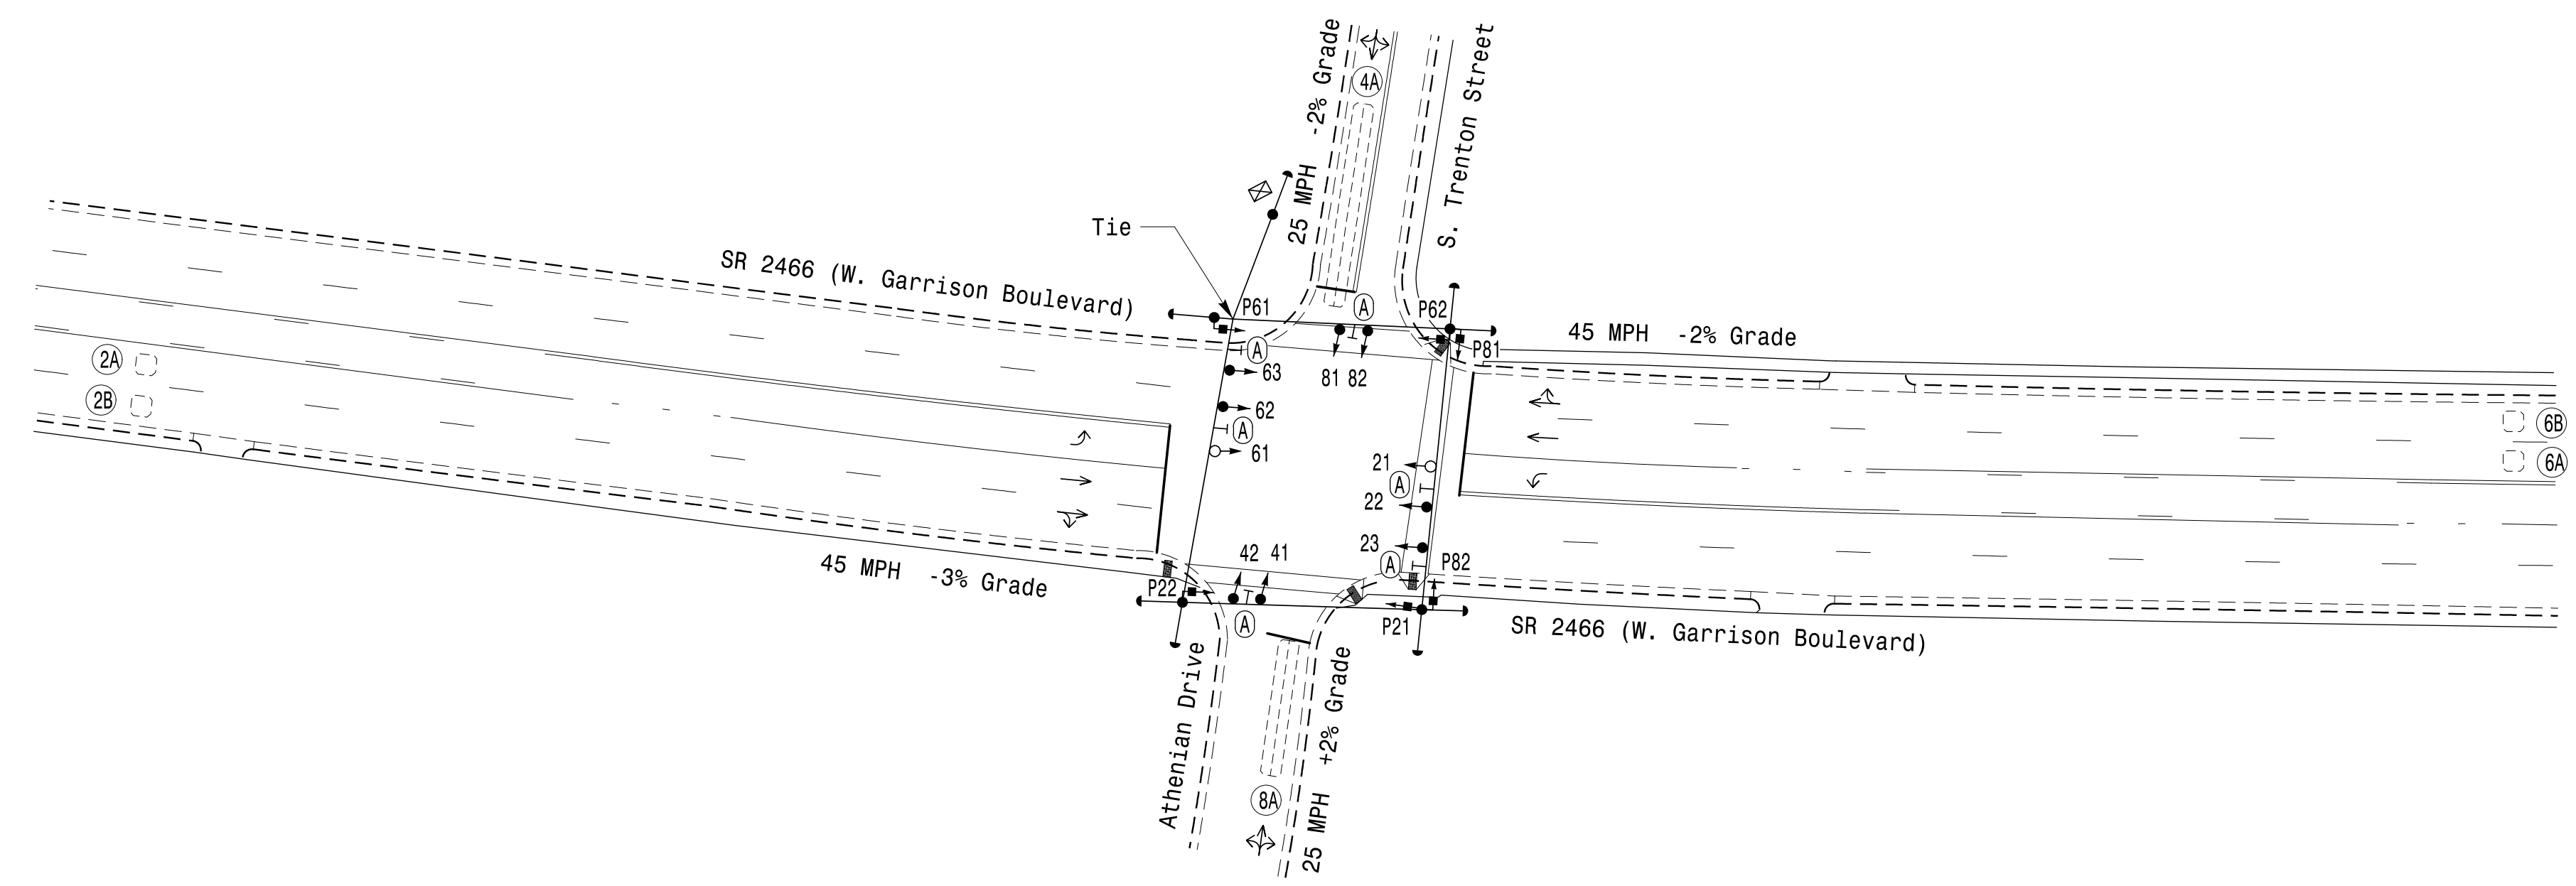 25 MPH -2% Grade
4A
S. Trenton Street
Tie
SR 2466 (W. Garrison Boulevard)
P61
A
P62
45 MPH -2% Grade
A
P81
63
81 82
2A
2B
62
A
61
6B
6A
21
A
22
23
A
P82
42 41
45 MPH -3% Grade
P22
A
P21
SR 2466 (W. Garrison Boulevard)
Athenian Drive
25 MPH +2% Grade
8A